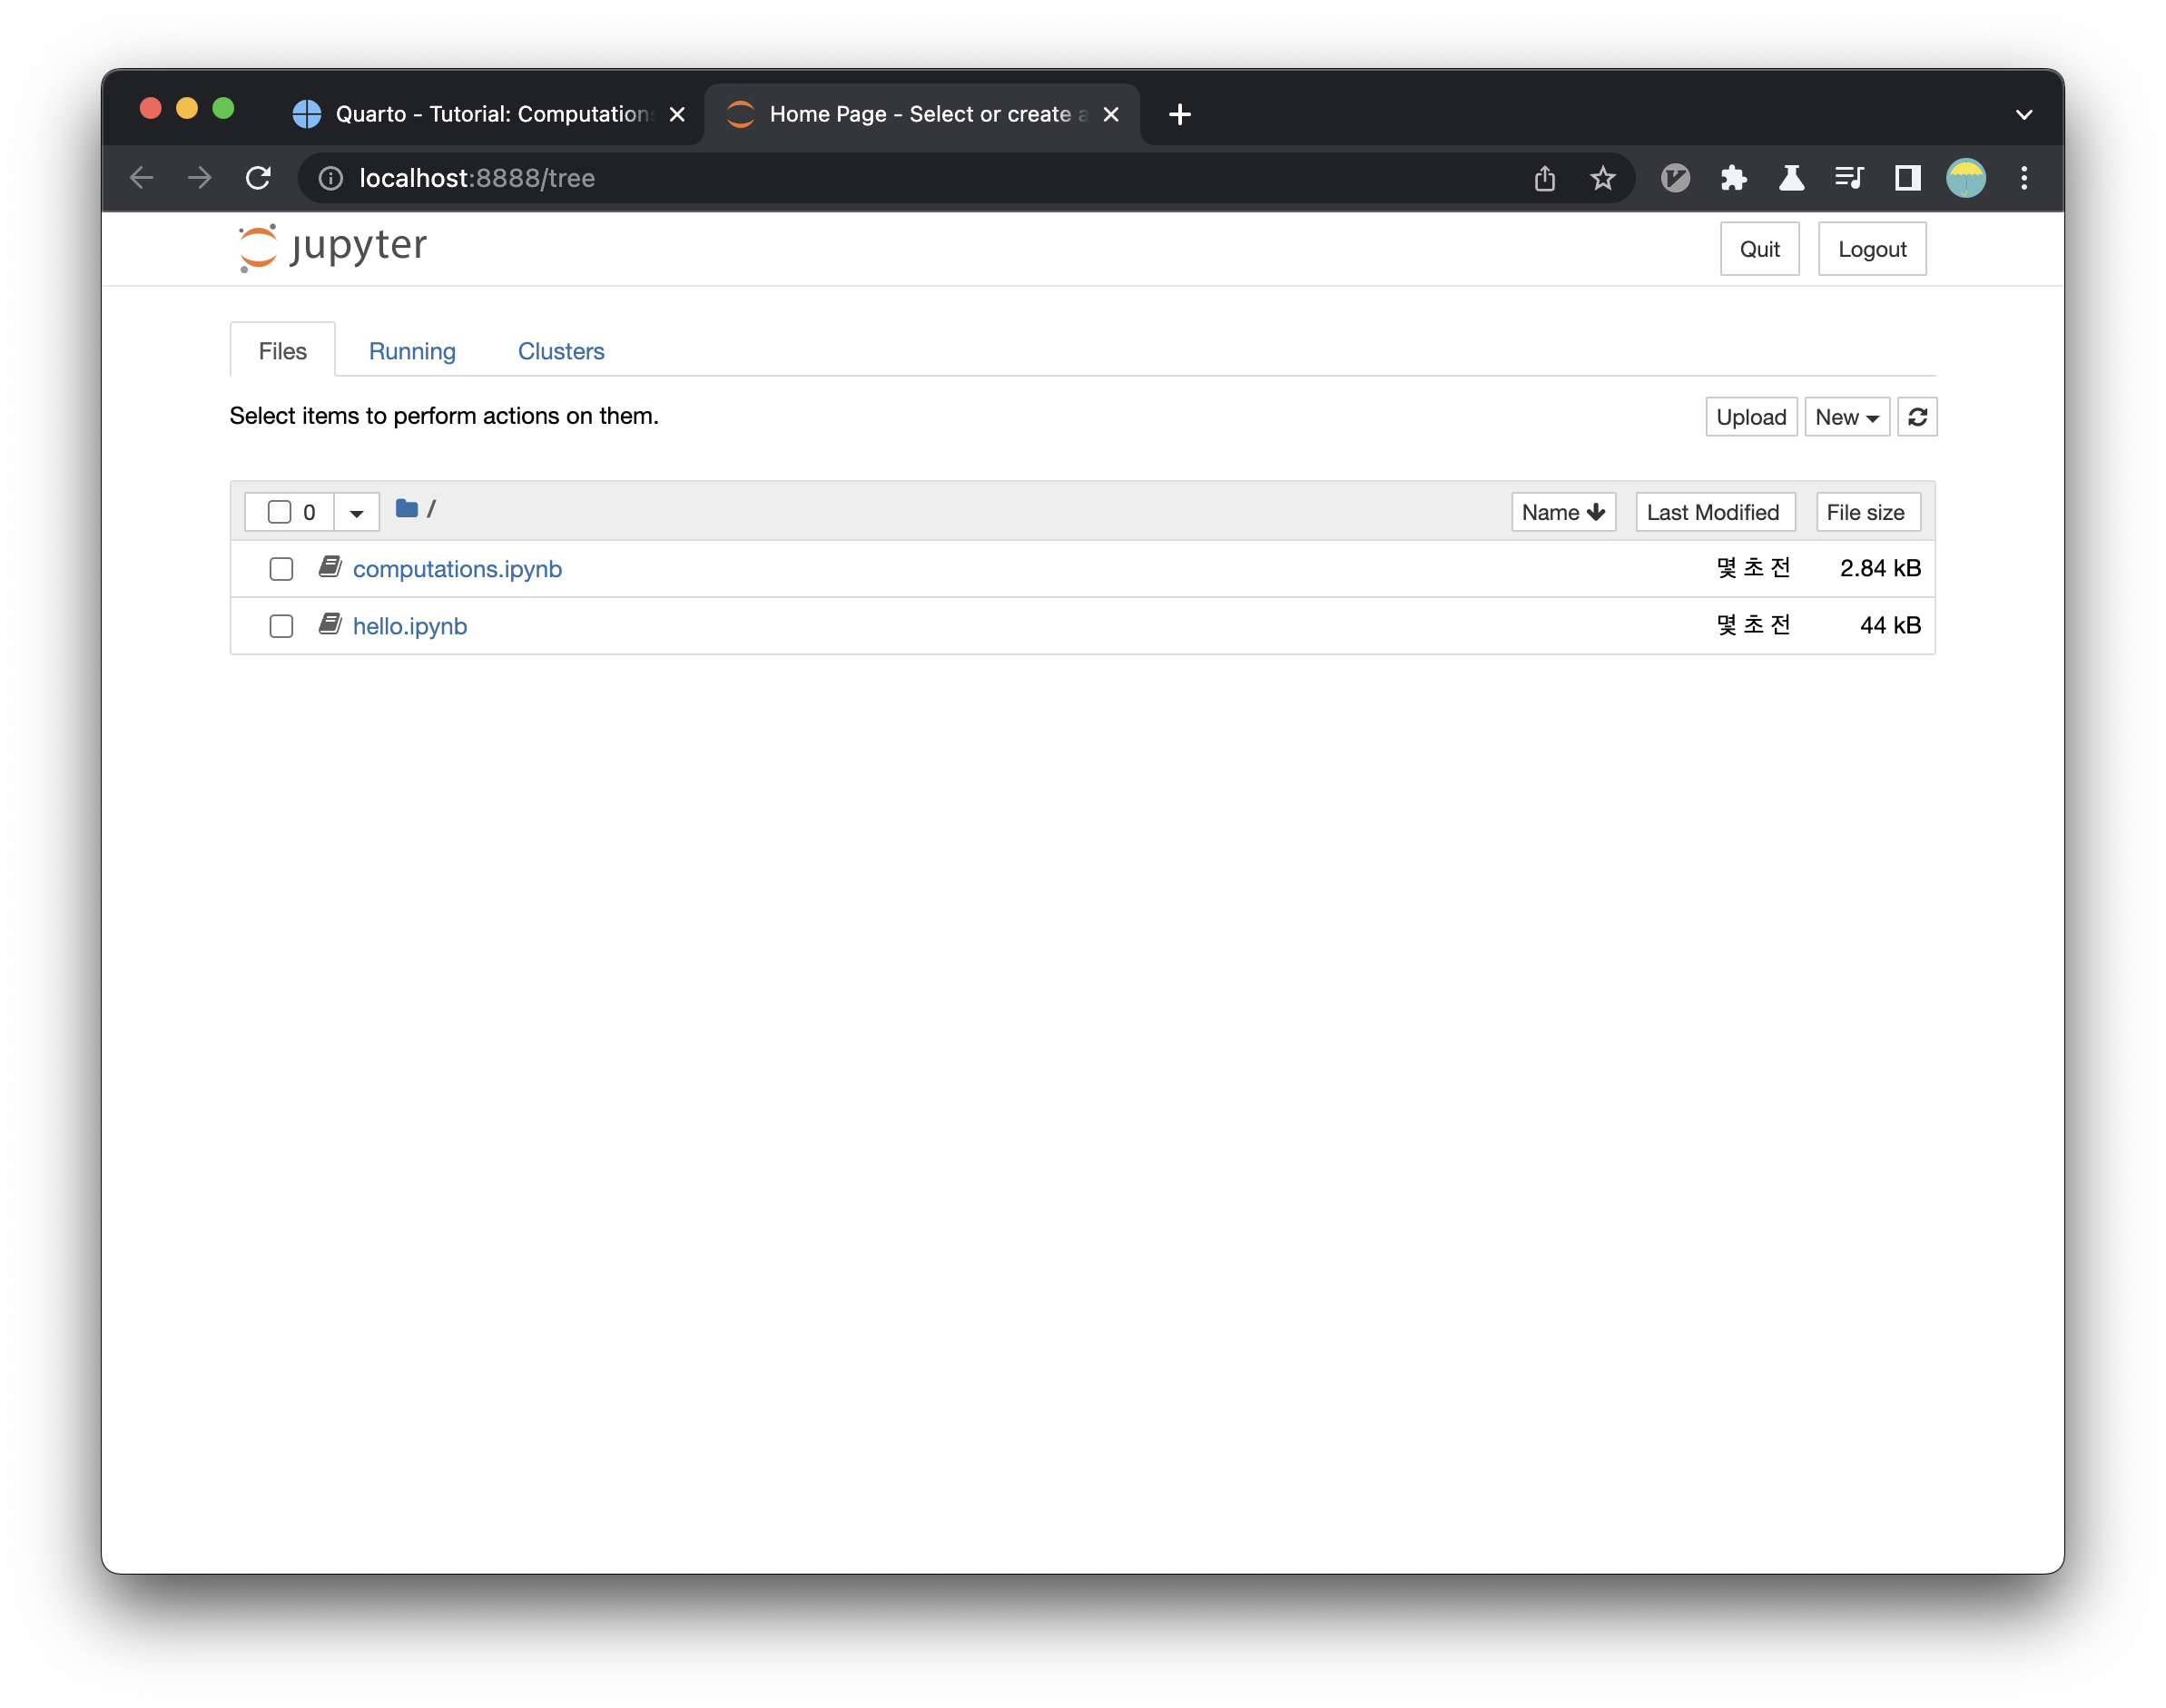 Quarto - Tutorial: Computations
Home Page - Select or create a
localhost:8888/tree
jupyter
Quit
Logout
Files
Running
Clusters
Select items to perform actions on them.
Upload
New
0
/
Name
Last Modified
File size
computations.ipynb
몇 초 전
2.84 kB
hello.ipynb
몇 초 전
44 kB